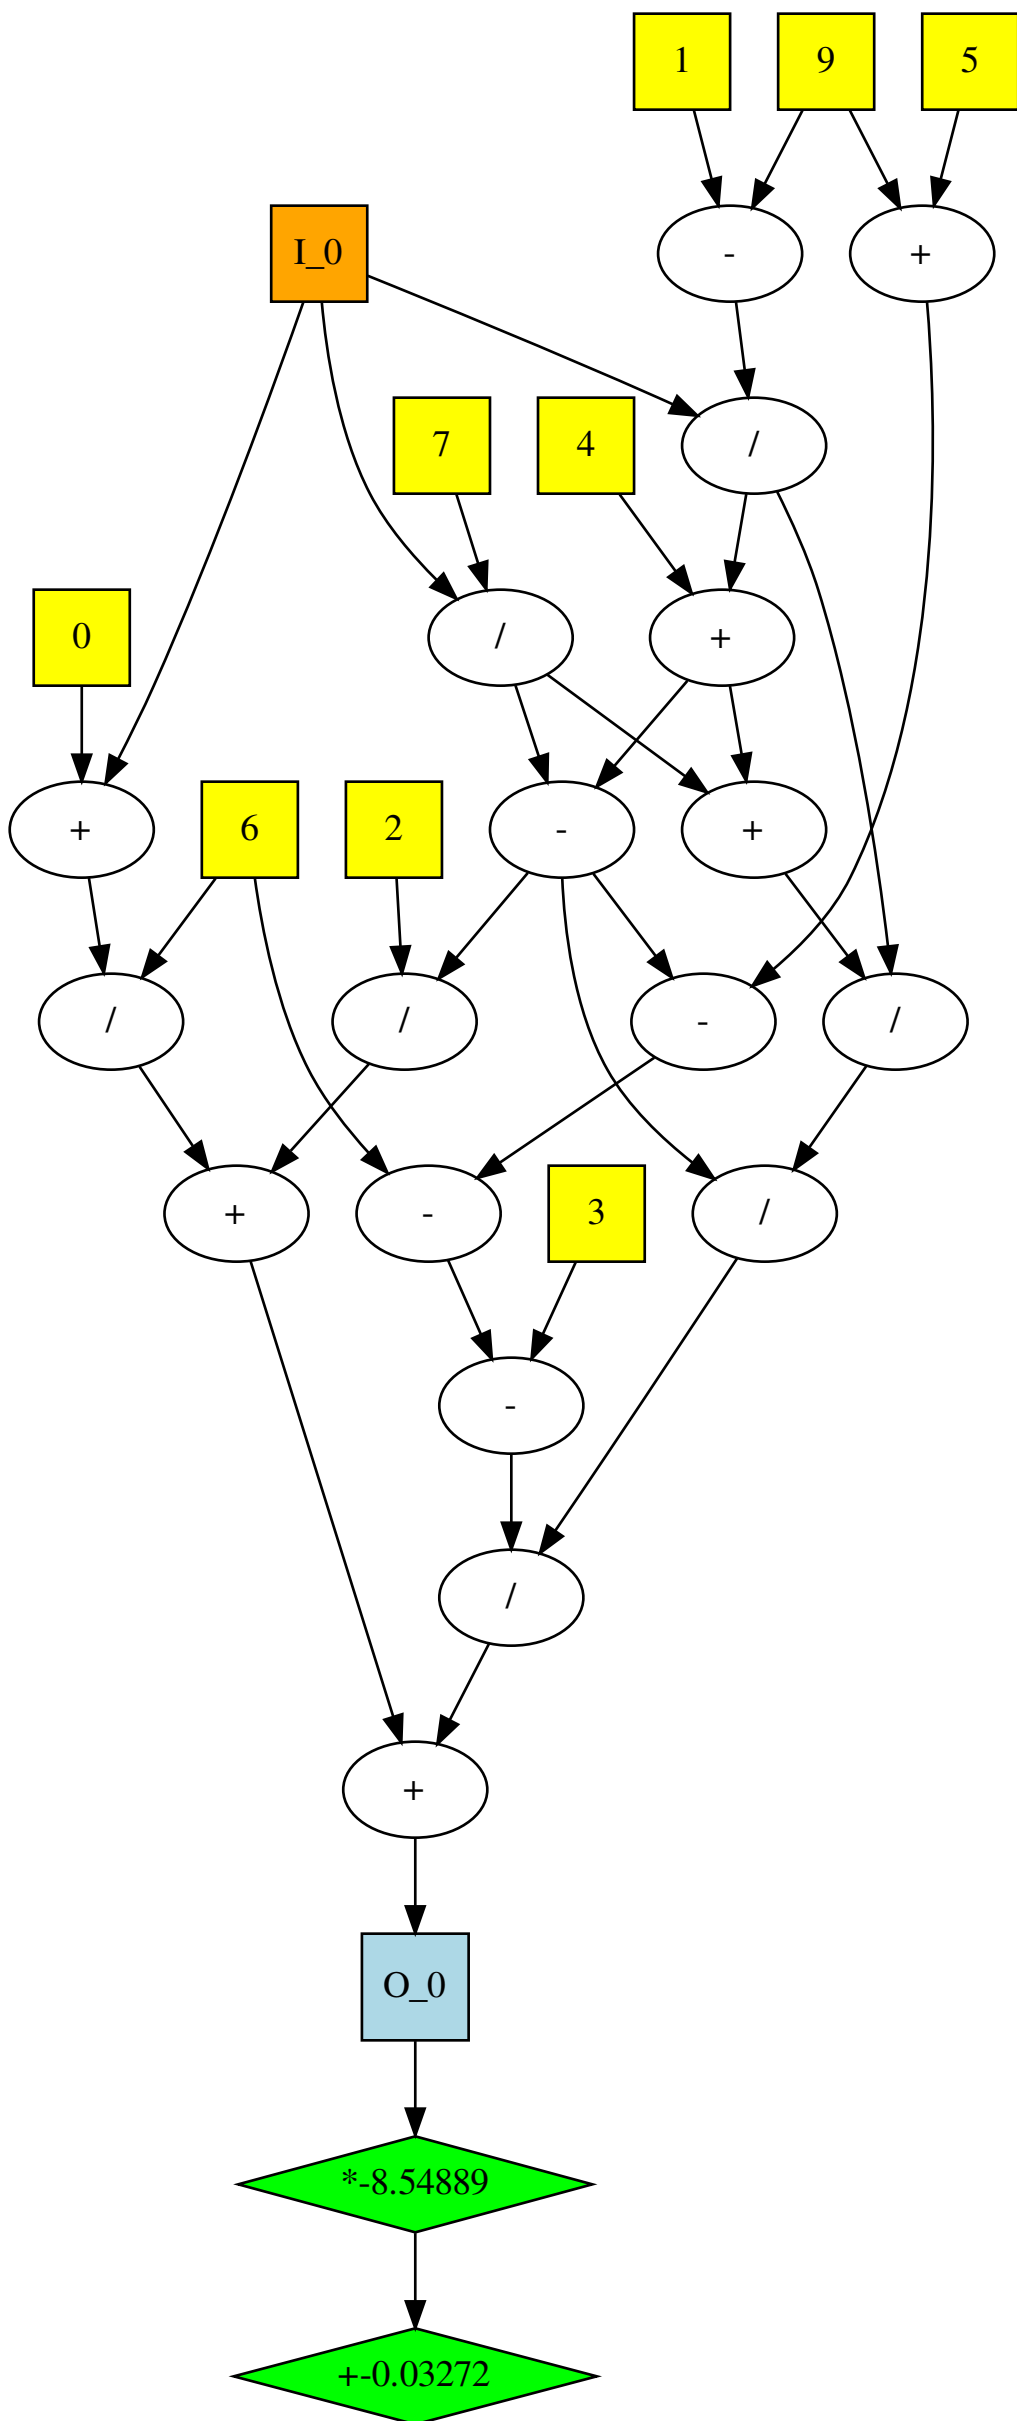 1 9 5
I_0 - +
7 4 /
0 / +
+ 6 2 - +
/ / - /
+ - 3 /
-
/
+
O_0
*-8.54889
+-0.03272